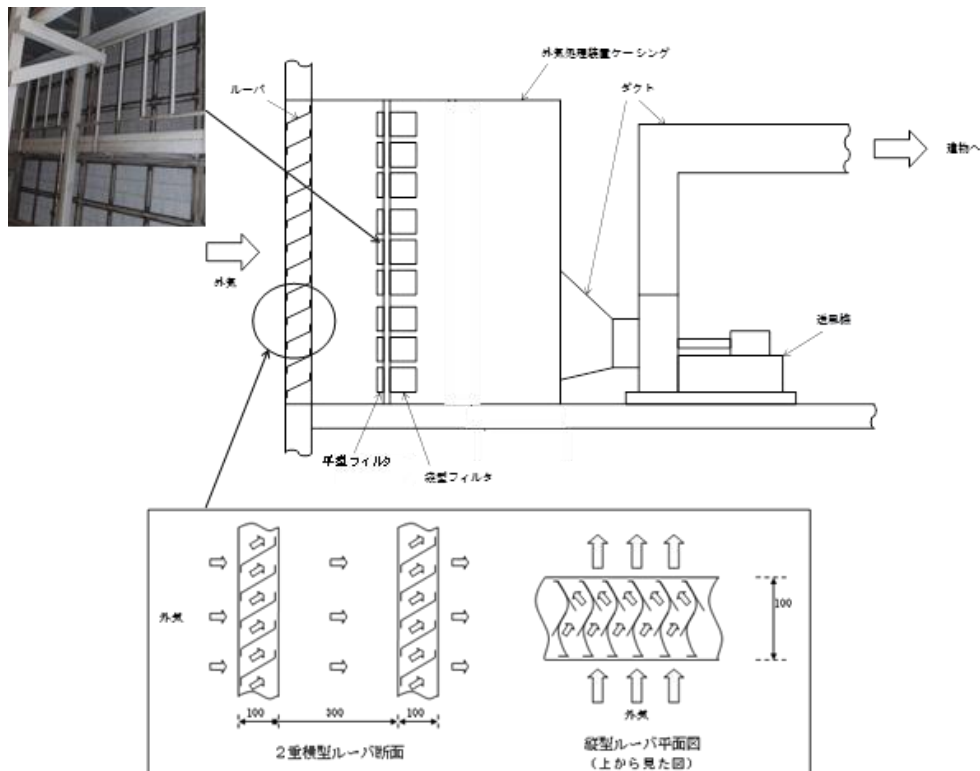 外気処理装置ケーシング
ルーバ
ダクト
建物へ
外気
送風機
平型フィルタ
袋型フィルタ
外気
100
300
100
2重横型ルーバ断面
100
外気
縦型ルーバ平面図
(上から見た図)